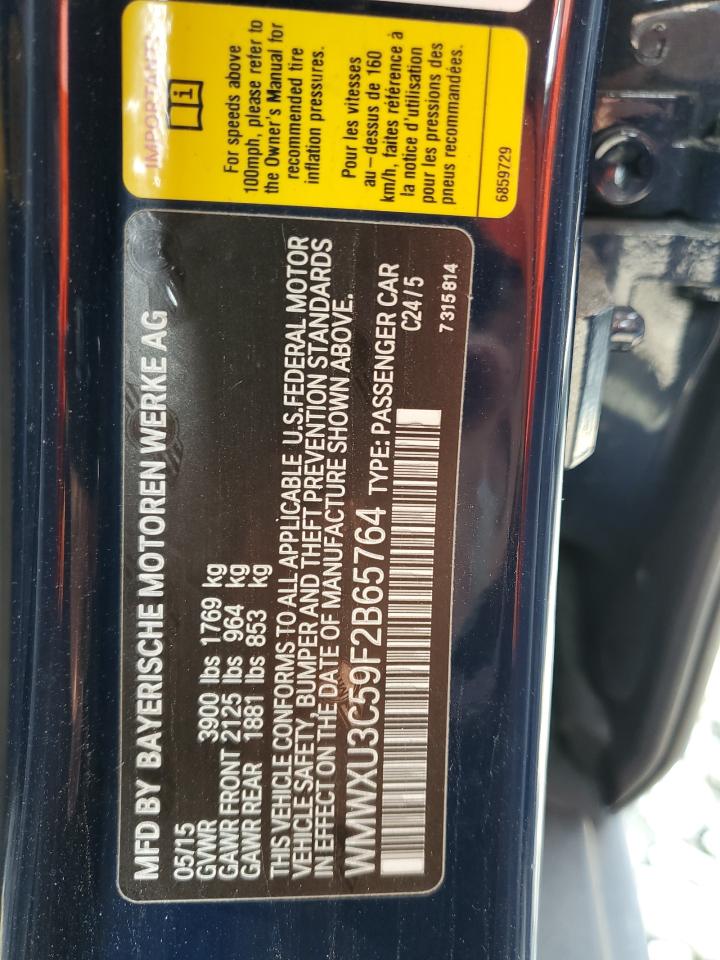 MFD BY BAYERISCHE MOTOREN WERKE AG
05/15
GVWR 3900 lbs 1769 kg
GAWR FRONT 2125 lbs 964 kg
GAWR REAR 1881 lbs 853 kg
THIS VEHICLE CONFORMS TO ALL APPLICABLE U.S.FEDERAL MOTOR
VEHICLE SAFETY, BUMPER AND THEFT PREVENTION STANDARDS
IN EFFECT ON THE DATE OF MANUFACTURE SHOWN ABOVE.
WMWXU3C59F2B65764 TYPE: PASSENGER CAR
C24/5
7315814
IMPORTANT
For speeds above
100mph, please refer to
the Owner's Manual for
recommended tire
inflation pressures.
Pour les vitesses
au-dessus de 160
km/h, faites référence à
la notice d'utilisation
pour les pressions des
pneus recommandées.
6859729